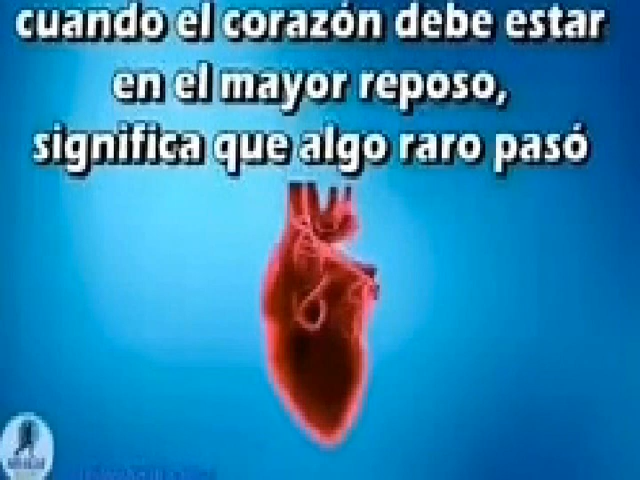 cuando el corazón debe estar
en el mayor reposo,
significa que algo raro pasó